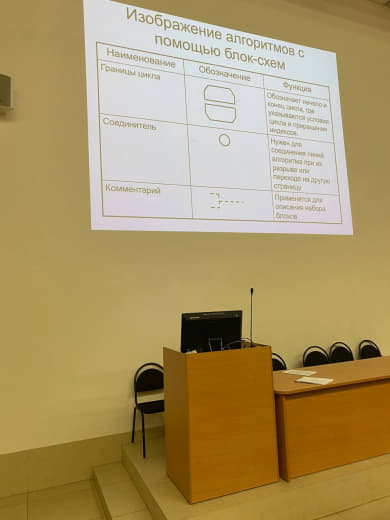 Изображение алгоритмов с
помощью блок-схем
Наименование Обозначение Функция
Границы цикла
Обозначает начало и
конец цикла, где
указываются условия
цикла и приращения
индексов.
Соединитель
Нужен для
соединения линий
алгоритма при их
разрыве или
переходе на другую
страницу
Комментарий
Применятся для
описания набора
блоков